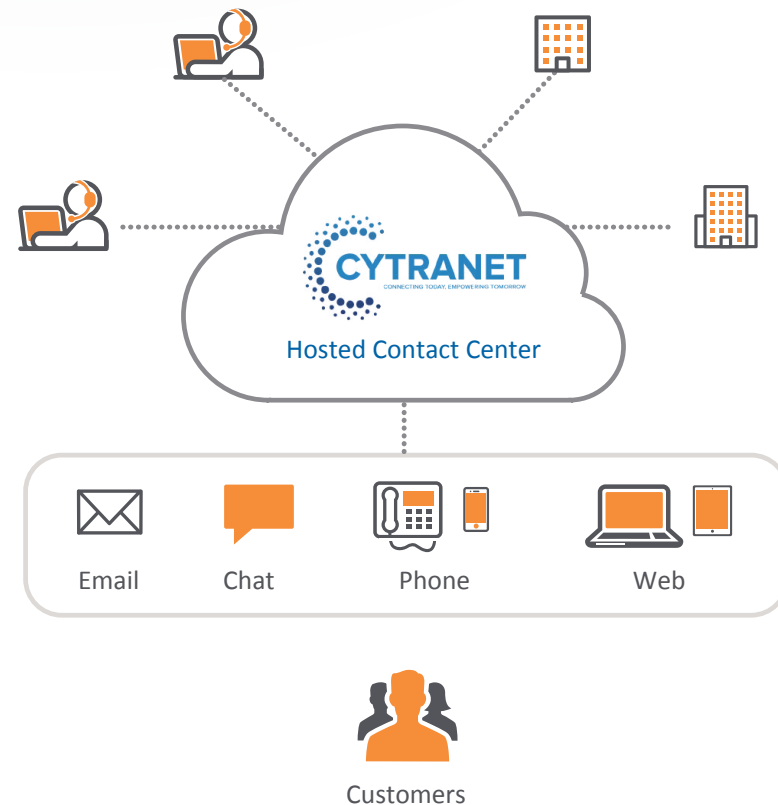 CYTRANET
CONNECTING TODAY, EMPOWERING TOMORROW
Hosted Contact Center
Email Chat Phone Web
Customers